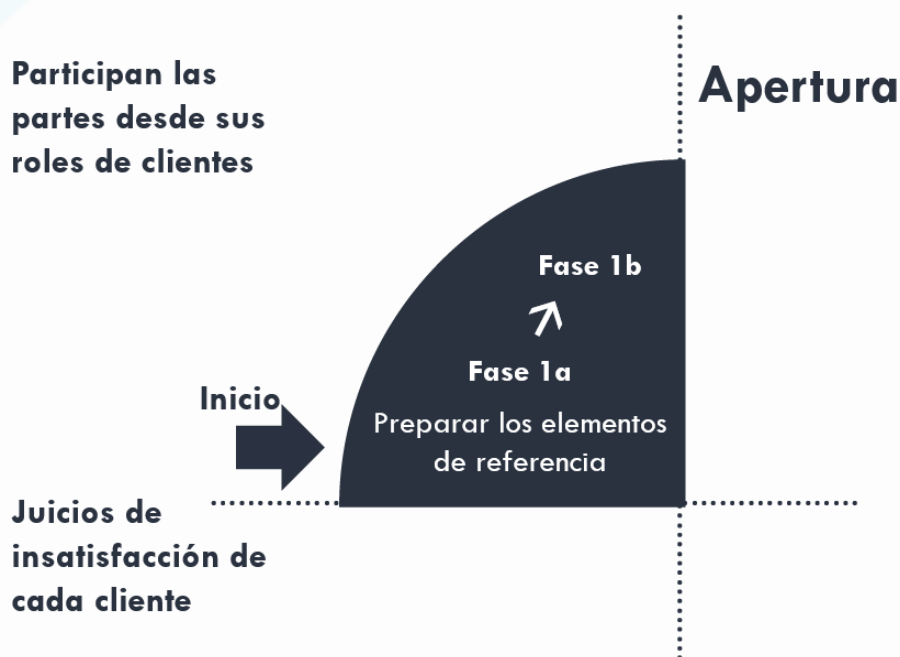 Participan las
partes desde sus
roles de clientes
Apertura
Fase 1b
Fase 1a
Preparar los elementos
de referencia
Inicio
Juicios de
insatisfacción de
cada cliente